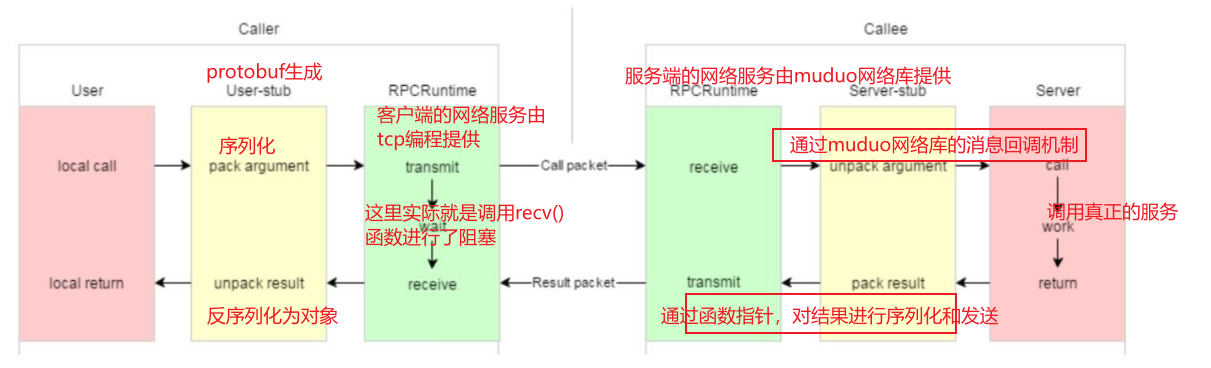 Caller
Callee
protobuf生成
服务端的网络服务由muduo网络库提供
User
User-stub
RPCRuntime
RPCRuntime
Server-stub
Server
客户端的网络服务由
tcp编程提供
序列化
通过muduo网络库的消息回调机制
local call
pack argument
transmit
Call packet
receive
unpack argument
call
这里实际就是调用recv()
函数进行了阻塞
wait
调用真正的服务
work
local return
unpack result
receive
Result packet
transmit
pack result
return
反序列化为对象
通过函数指针，对结果进行序列化和发送